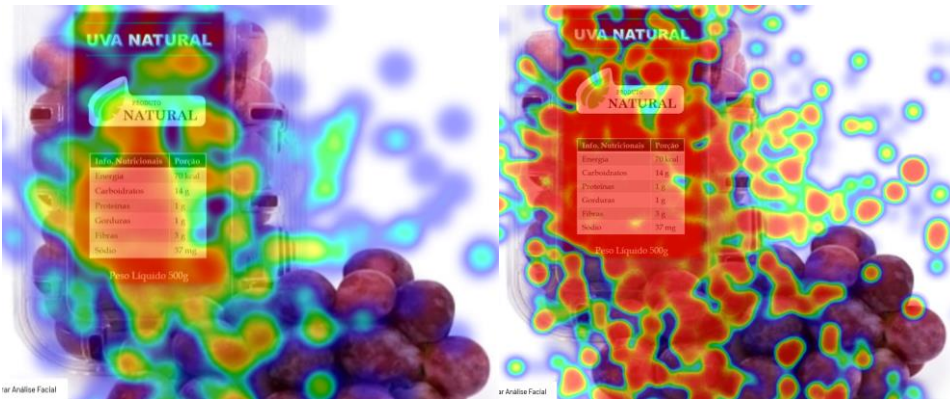 UVA NATURAL
PRODUTO
NATURAL
Info. Nutricionais Porção
Energia 70 kcal
Carboidratos 14 g
Proteínas 1 g
Gorduras 1 g
Fibras 3 g
Sódio 37 mg
Peso Líquido 500g
ar Análise Facial
UVA NATURAL
PRODUTO
NATURAL
Info. Nutricionais Porção
Energia 70 kcal
Carboidratos 14 g
Proteínas 1 g
Gorduras 1 g
Fibras 3 g
Sódio 37 mg
Peso Líquido 500g
ar Análise Facial